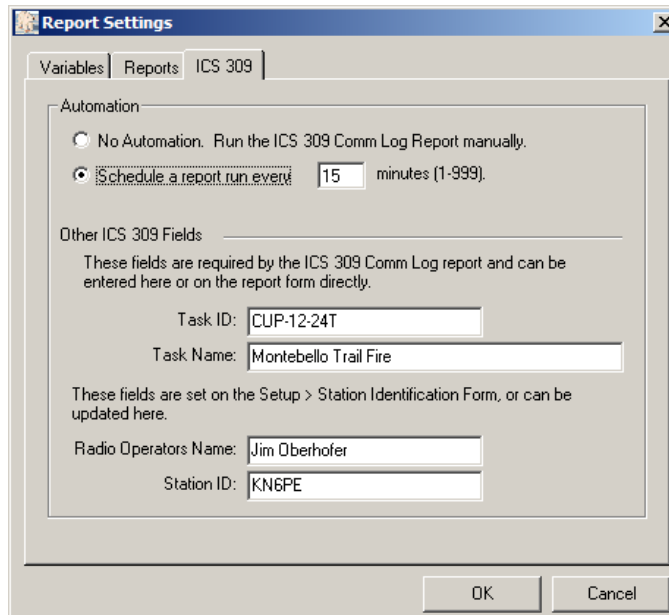 Report Settings
Variables Reports ICS 309
Automation
No Automation. Run the ICS 309 Comm Log Report manually.
Schedule a report run every 15 minutes (1-999).
Other ICS 309 Fields
These fields are required by the ICS 309 Comm Log report and can be
entered here or on the report form directly.
Task ID: CUP-12-24T
Task Name: Montebello Trail Fire
These fields are set on the Setup > Station Identification Form, or can be
updated here.
Radio Operators Name: Jim Oberhofer
Station ID: KN6PE
OK Cancel